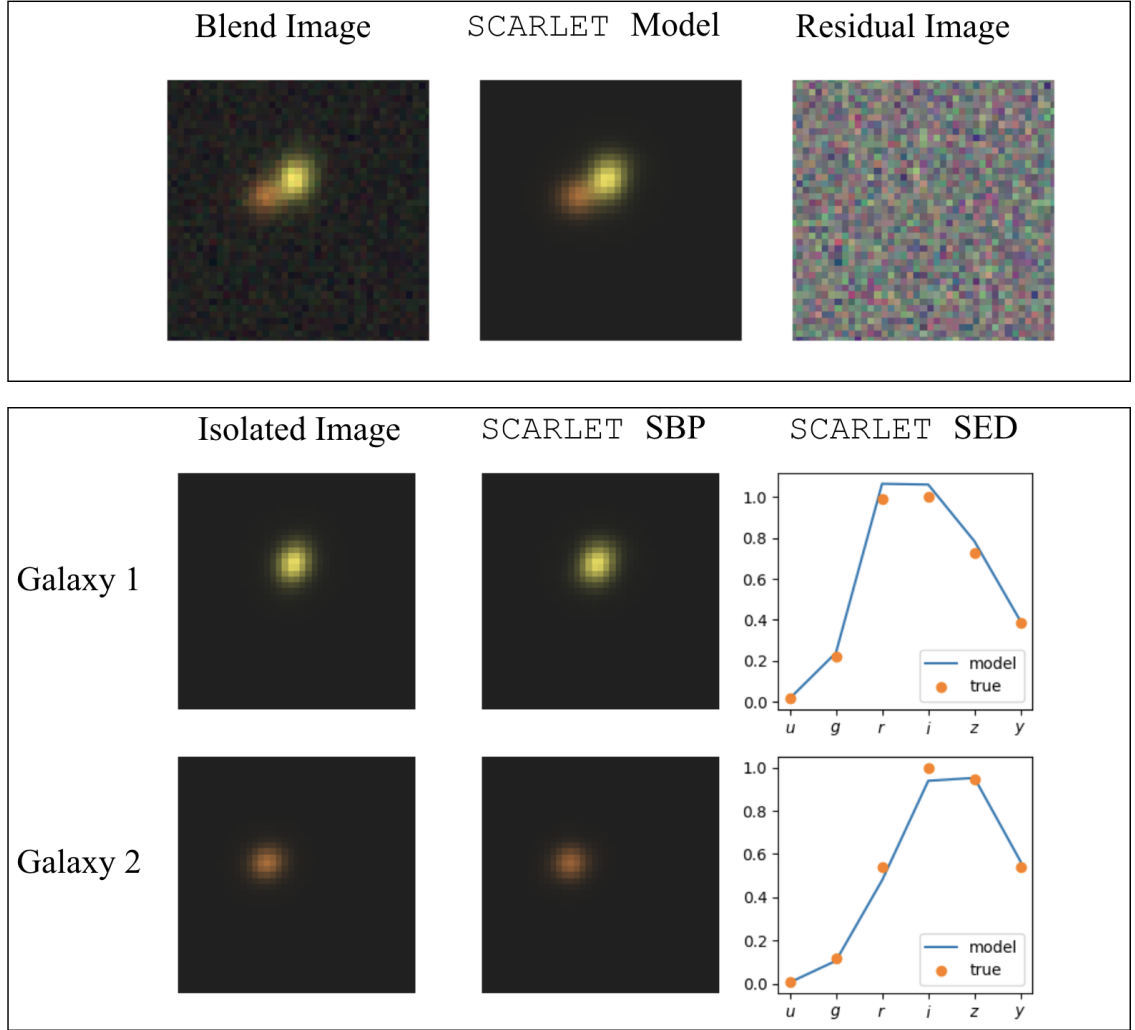 Blend Image SCARLET Model Residual Image
Isolated Image SCARLET SBP SCARLET SED
Galaxy 1
1.0
0.8
0.6
0.4
0.2
0.0
model
true
u g r i z y
Galaxy 2
1.0
0.8
0.6
0.4
0.2
0.0
model
true
u g r i z y